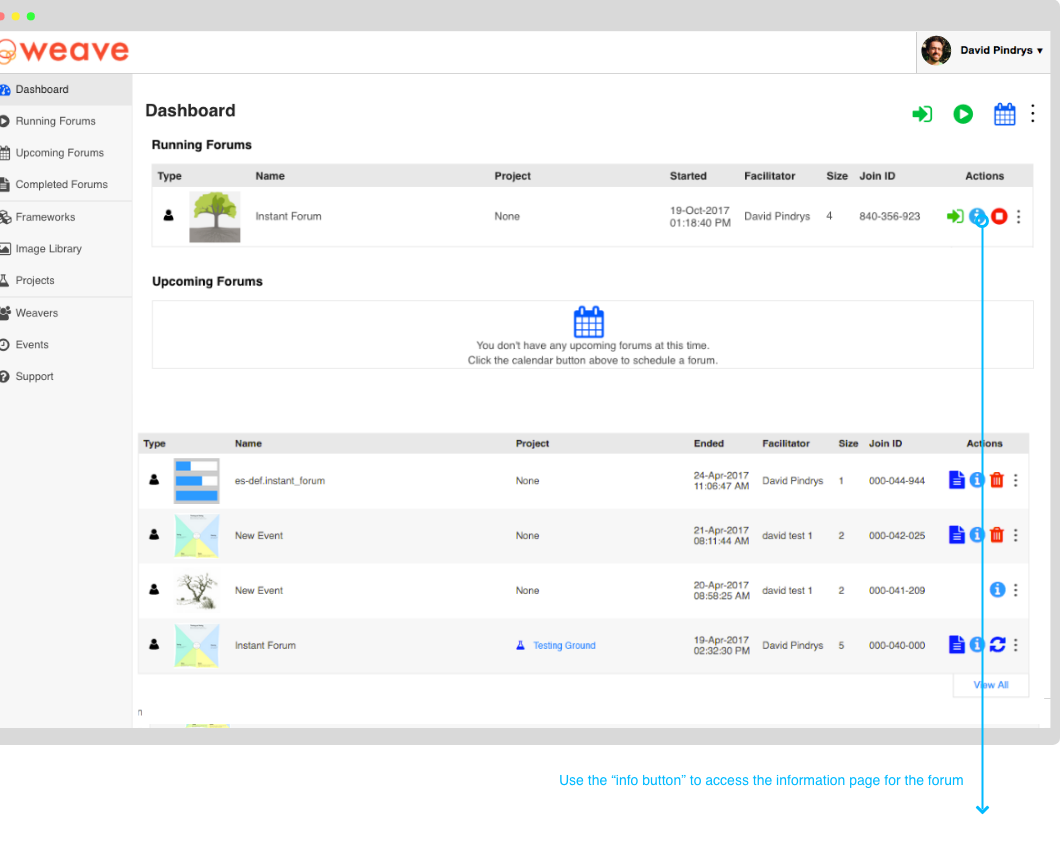 weave
David Pindrys ▾
Dashboard
Running Forums
Upcoming Forums
Completed Forums
Frameworks
Image Library
Projects
Weavers
Events
Support
Dashboard
Running Forums
Type Name Project Started Facilitator Size Join ID Actions
Instant Forum None 19-Oct-2017 01:18:40 PM David Pindrys 4 840-356-923
Upcoming Forums
You don't have any upcoming forums at this time.
Click the calendar button above to schedule a forum.
Type Name Project Ended Facilitator Size Join ID Actions
es-def.instant_forum None 24-Apr-2017 11:06:47 AM David Pindrys 1 000-044-944
New Event None 21-Apr-2017 08:11:44 AM david test 1 2 000-042-025
New Event None 20-Apr-2017 08:58:25 AM david test 1 2 000-041-209
Instant Forum Testing Ground 19-Apr-2017 02:32:30 PM David Pindrys 5 000-040-000
View All
Use the “info button” to access the information page for the forum